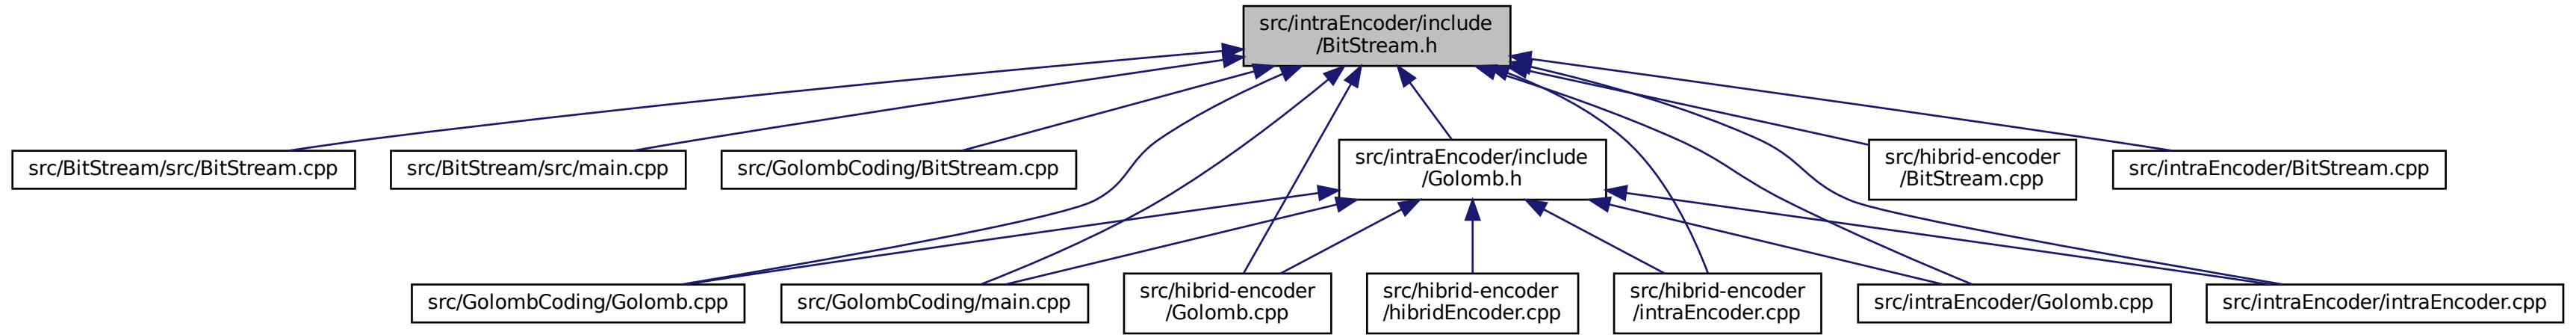 src/intraEncoder/include
/BitStream.h
src/BitStream/src/BitStream.cpp
src/BitStream/src/main.cpp
src/GolombCoding/BitStream.cpp
src/intraEncoder/include
/Golomb.h
src/hibrid-encoder
/BitStream.cpp
src/intraEncoder/BitStream.cpp
src/GolombCoding/Golomb.cpp
src/GolombCoding/main.cpp
src/hibrid-encoder
/Golomb.cpp
src/hibrid-encoder
/hibridEncoder.cpp
src/hibrid-encoder
/intraEncoder.cpp
src/intraEncoder/Golomb.cpp
src/intraEncoder/intraEncoder.cpp